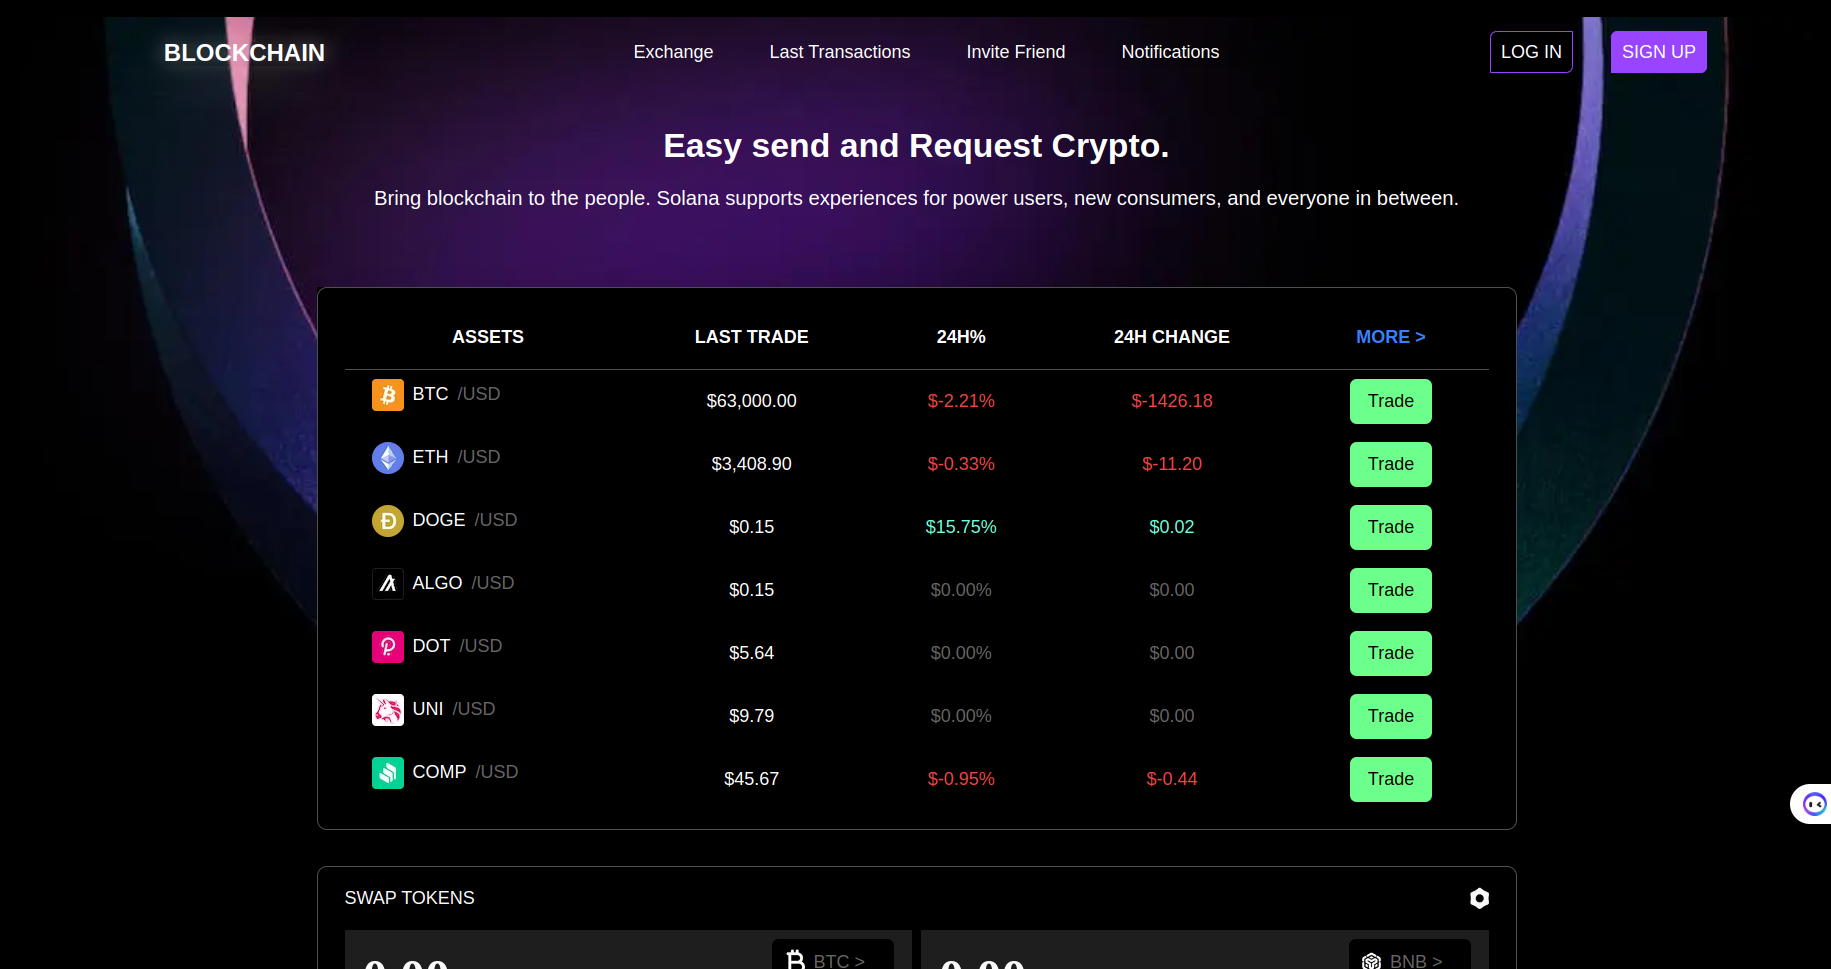 BLOCKCHAIN Exchange Last Transactions Invite Friend Notifications LOG IN SIGN UP
Easy send and Request Crypto.
Bring blockchain to the people. Solana supports experiences for power users, new consumers, and everyone in between.
ASSETS LAST TRADE 24H% 24H CHANGE MORE >
BTC /USD $63,000.00 $-2.21% $-1426.18 Trade
ETH /USD $3,408.90 $-0.33% $-11.20 Trade
DOGE /USD $0.15 $15.75% $0.02 Trade
ALGO /USD $0.15 $0.00% $0.00 Trade
DOT /USD $5.64 $0.00% $0.00 Trade
UNI /USD $9.79 $0.00% $0.00 Trade
COMP /USD $45.67 $-0.95% $-0.44 Trade
SWAP TOKENS
0.00 BTC > 0.00 BNB >